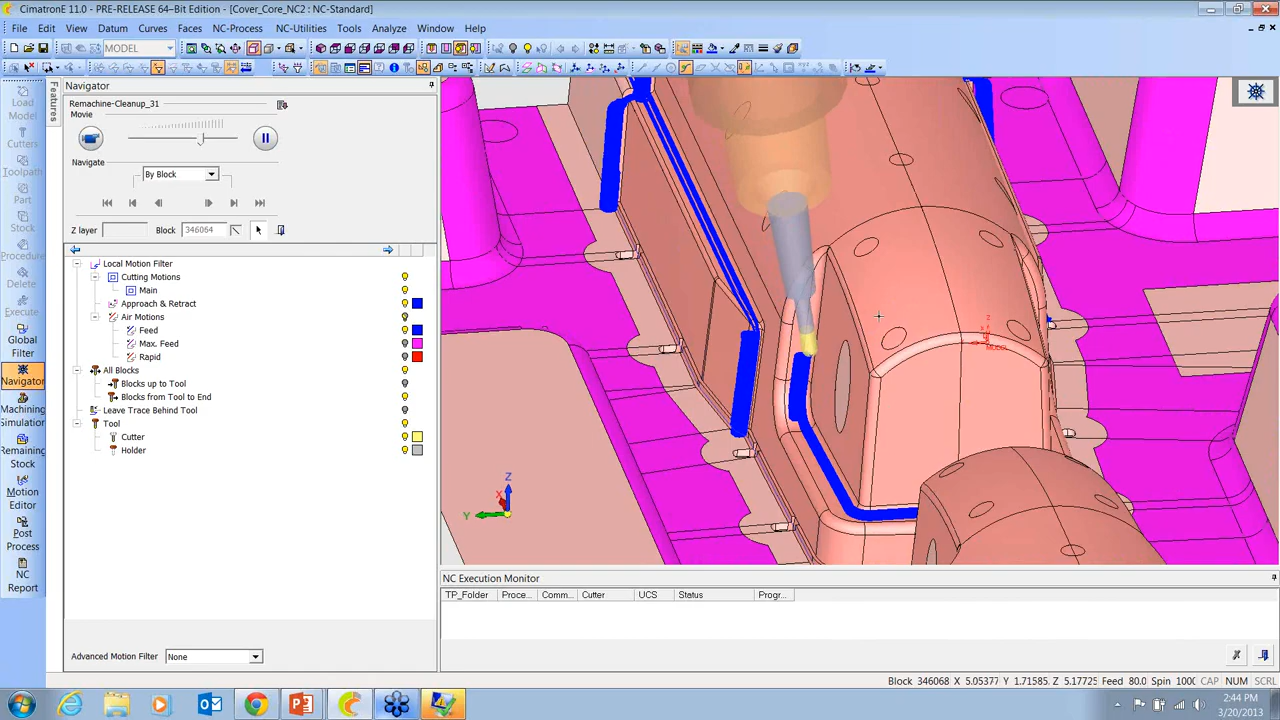 CimatronE 11.0 - PRE-RELEASE 64-Bit Edition - [Cover_Core_NC2 : NC-Standard]
File Edit View Datum Curves Faces NC-Process NC-Utilities Tools Analyze Window Help
MODEL
Load Model
Cutters
Toolpath
Part
Stock
Procedure
Delete
Execute
Global Filter
Navigator
Machining Simulation
Remaining Stock
Motion Editor
Post Process
NC Report
Features
Navigator
Remachine-Cleanup_31
Movie
Navigate
By Block
Z layer Block 346064
Local Motion Filter
Cutting Motions
Main
Approach & Retract
Air Motions
Feed
Max. Feed
Rapid
All Blocks
Blocks up to Tool
Blocks from Tool to End
Leave Trace Behind Tool
Tool
Cutter
Holder
Advanced Motion Filter None
Z
X
Y
Z
NC Execution Monitor
TP_Folder Proce... Comm... Cutter UCS Status Progr...
Block 346068 X 5.05377 Y 1.71585 Z 5.17725 Feed 80.0 Spin 1000 CAP NUM SCRL
2:44 PM
3/20/2013